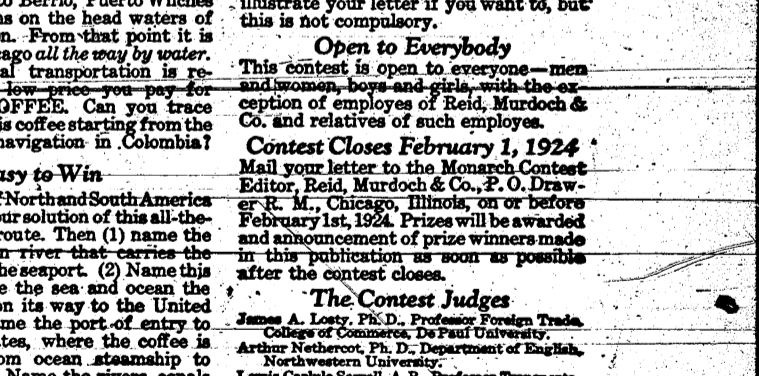 to Berrio, Puerto Wilches
s on the head waters of
n. From that point it is
ago all the way by water.
al transportation is re-
low price you pay for
OFFEE. Can you trace
is coffee starting from the
navigation in Colombia?
asy to Win
f North and South America
ur solution of this all-the-
route. Then (1) name the
n river that carries the
he seaport. (2) Name this
e the sea and ocean the
on its way to the United
me the port of entry to
tes, where the coffee is
om ocean steamship to
Name the rivers, canals
illustrate your letter if you want to, but
this is not compulsory.
Open to Everybody
This contest is open to everyone—men
and women, boys and girls, with the ex-
ception of employes of Reid, Murdoch &
Co. and relatives of such employes.
Contest Closes February 1, 1924
Mail your letter to the Monarch Contest
Editor, Reid, Murdoch & Co., P. O. Draw-
er R. M., Chicago, Illinois, on or before
February 1st, 1924. Prizes will be awarded
and announcement of prize winners made
in this publication as soon as possible
after the contest closes.
The Contest Judges
James A. Losty, Ph. D., Professor Foreign Trade,
College of Commerce, De Paul University.
Arthur Nethercot, Ph. D., Department of English,
Northwestern University.